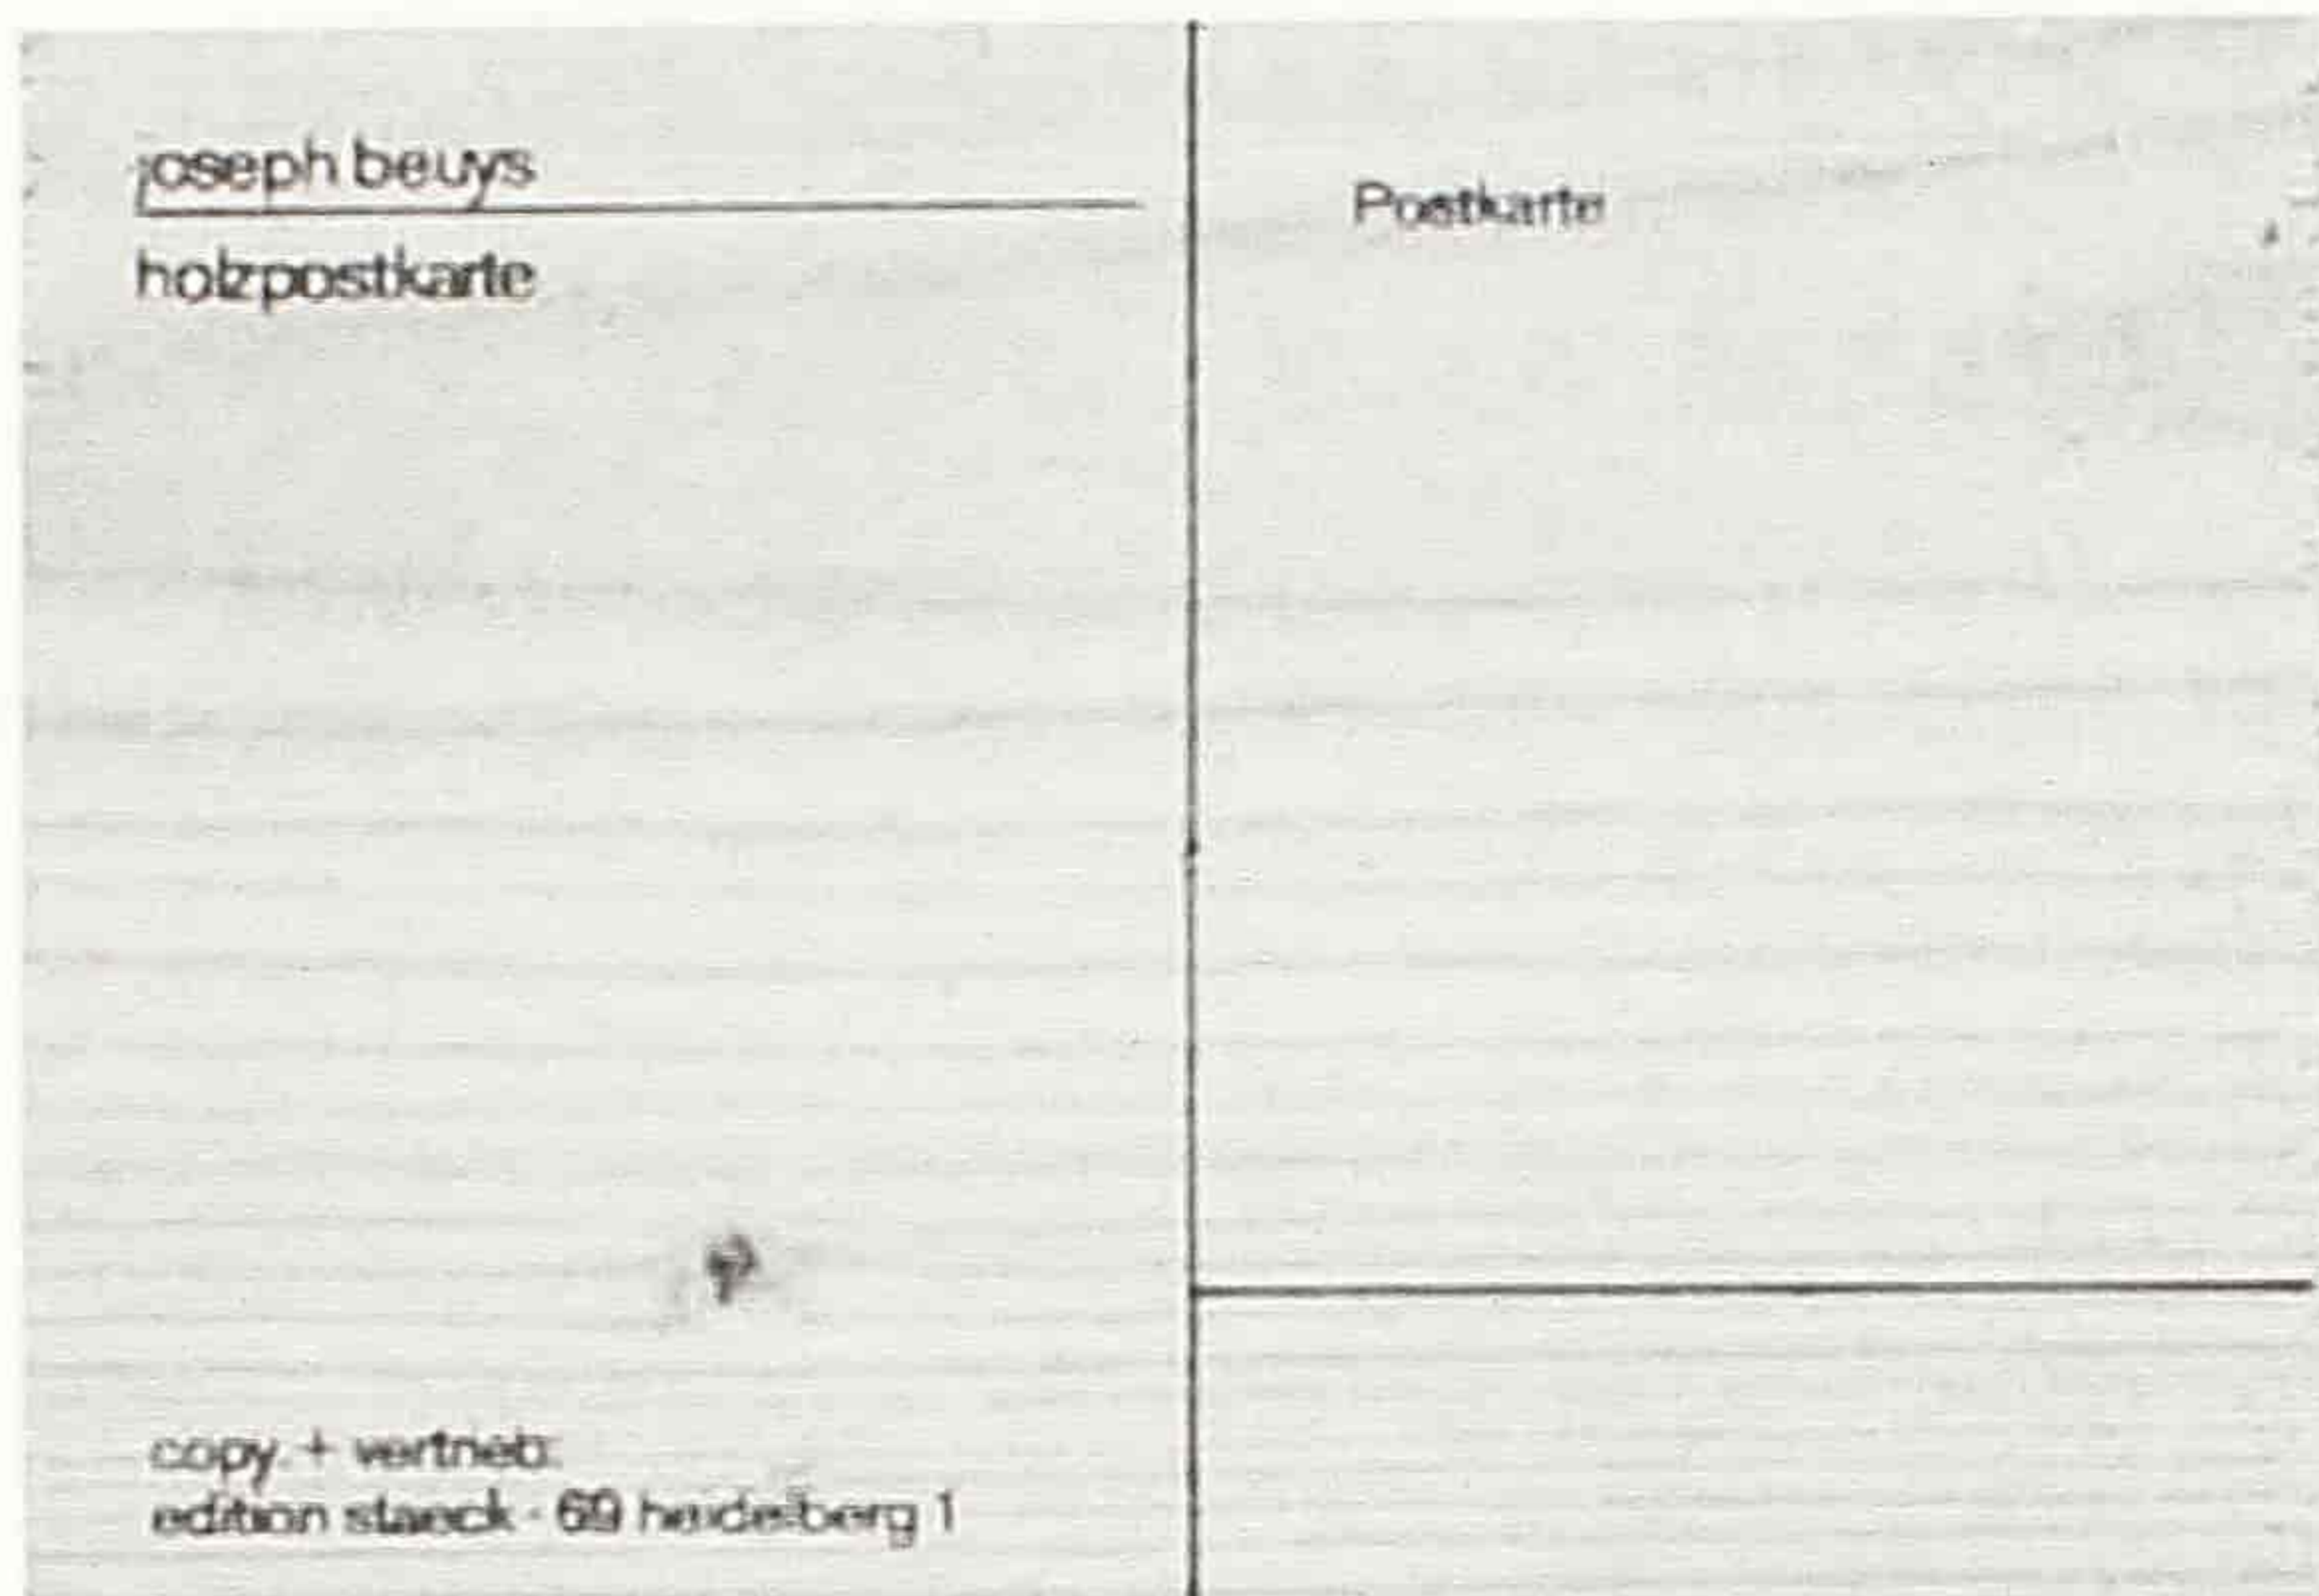 joseph beuys
holzpostkarte
Postkarte
copy. + vertrieb:
edition staeck · 69 heidelberg 1